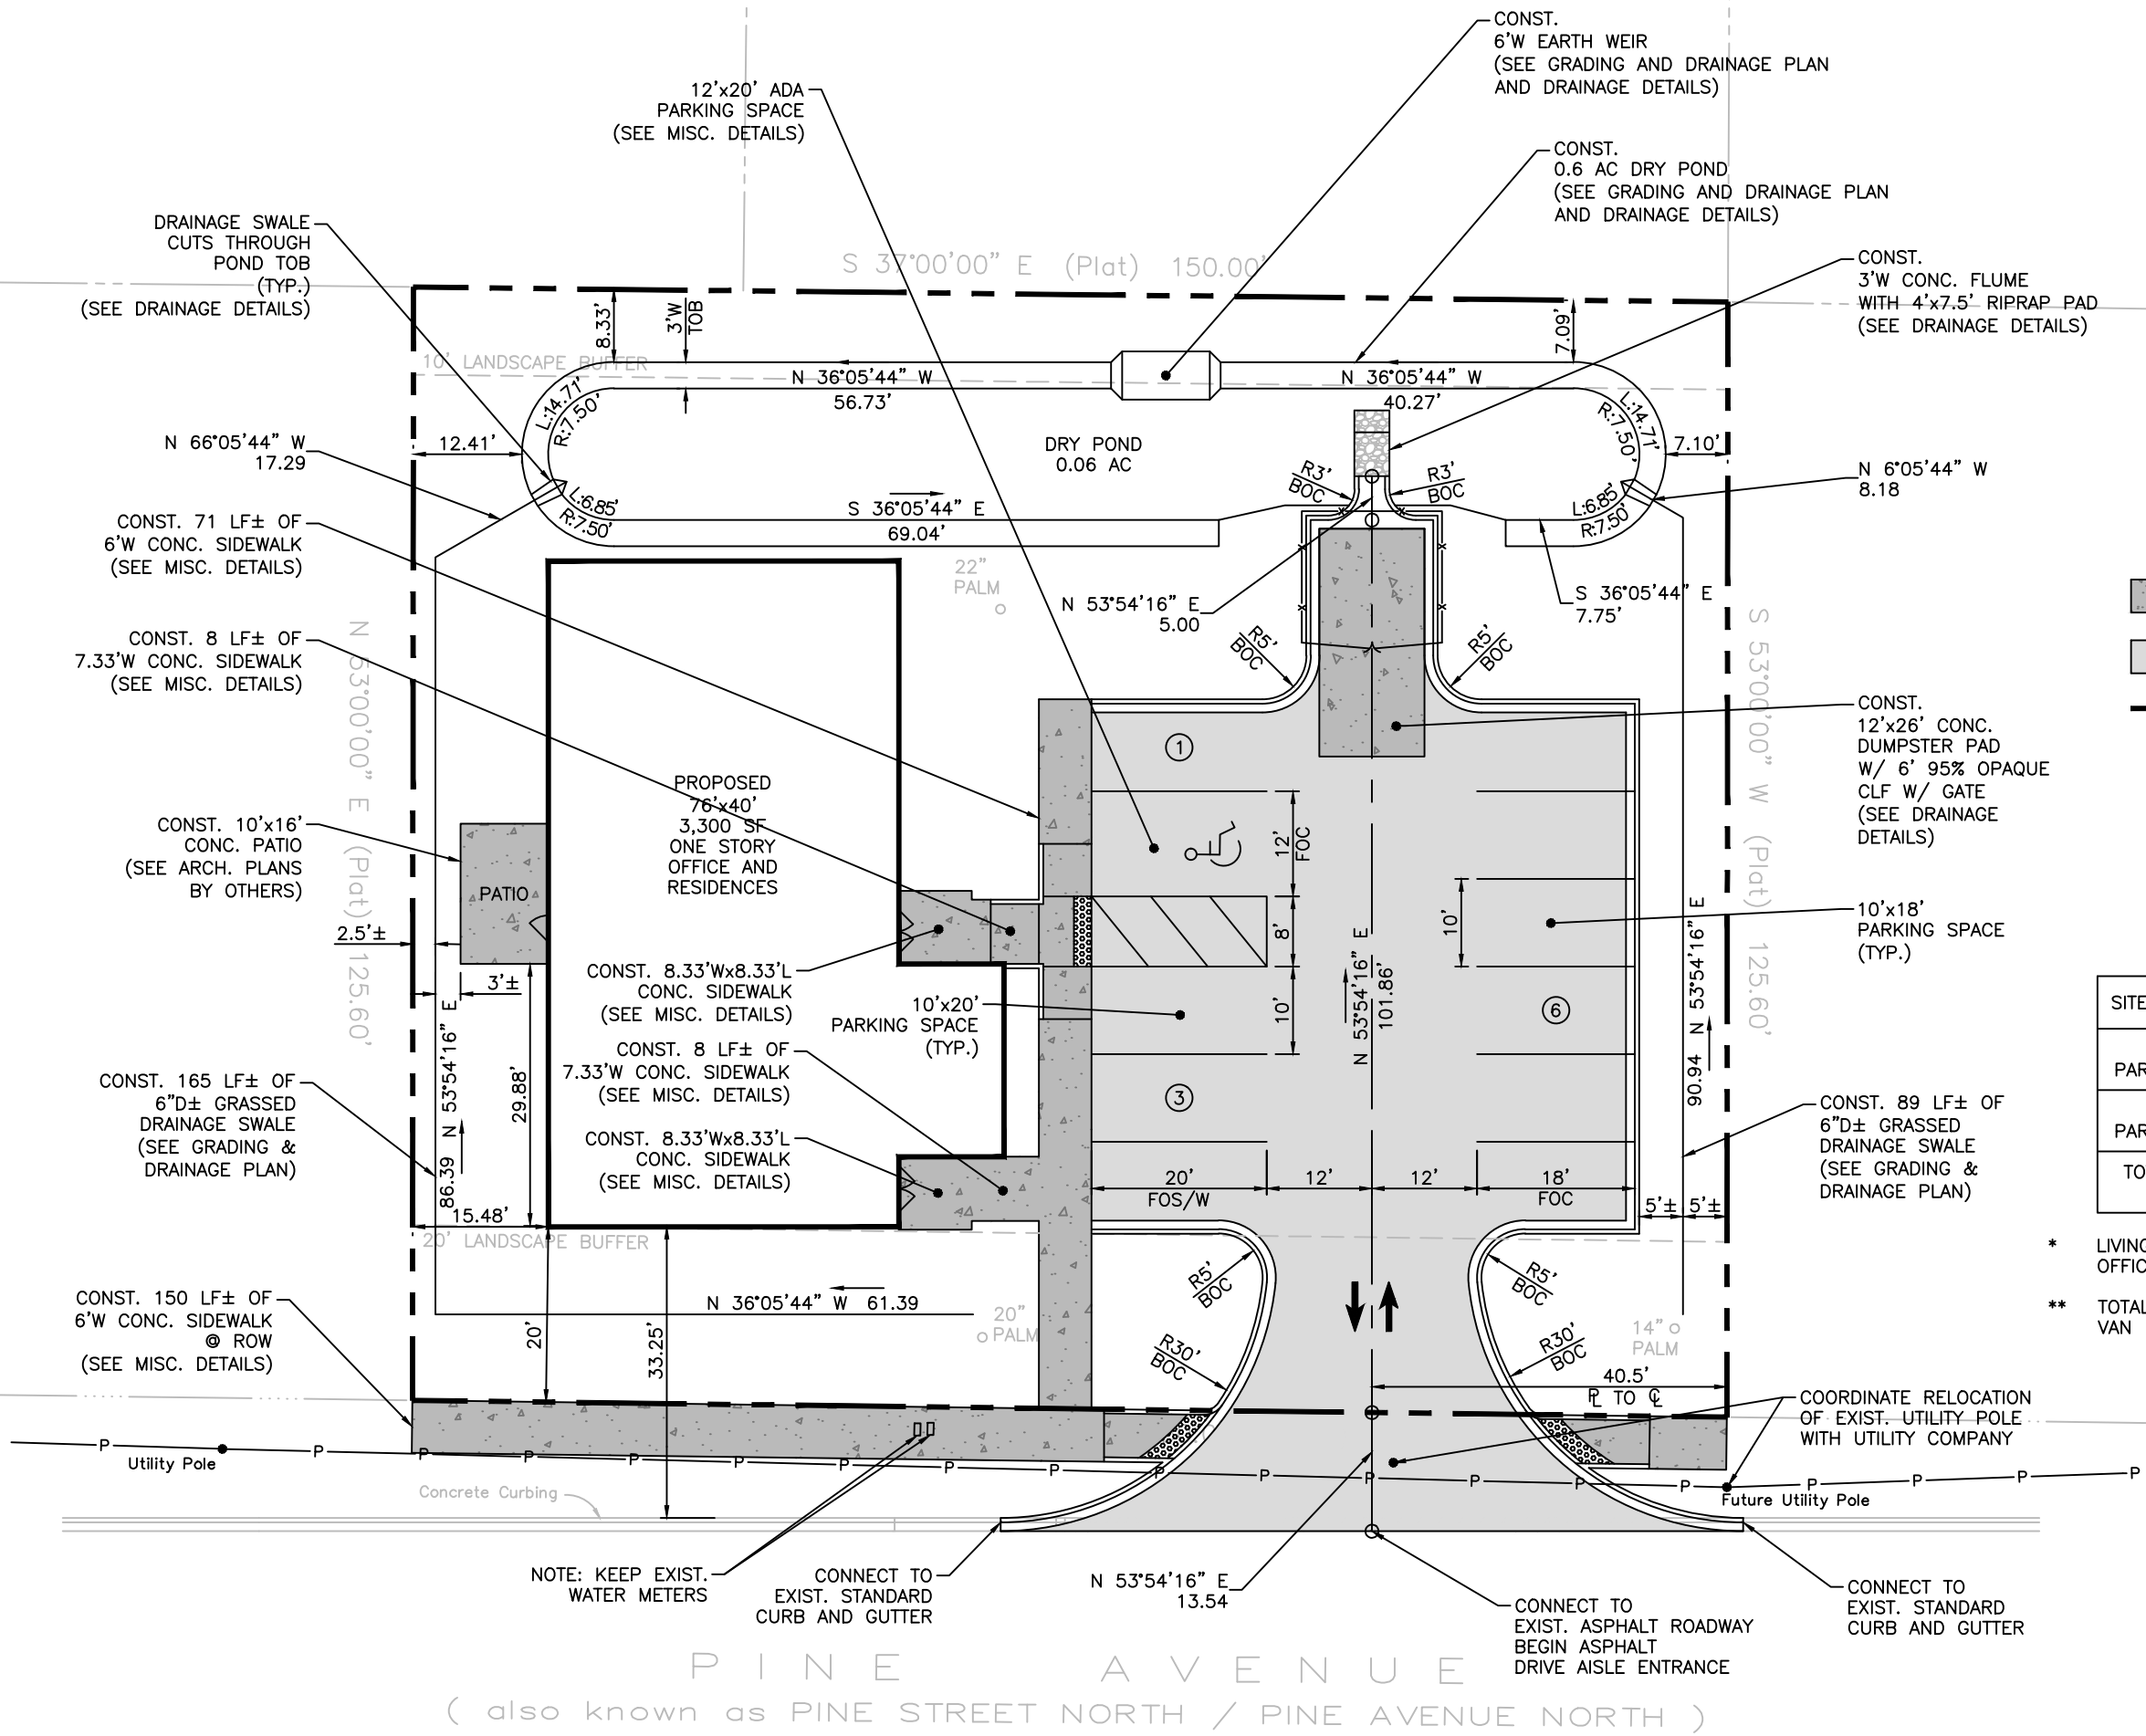 CONST.
6'W EARTH WEIR
(SEE GRADING AND DRAINAGE PLAN
AND DRAINAGE DETAILS)
12'x20' ADA
PARKING SPACE
(SEE MISC. DETAILS)
CONST.
0.6 AC DRY POND
(SEE GRADING AND DRAINAGE PLAN
AND DRAINAGE DETAILS)
DRAINAGE SWALE
CUTS THROUGH
POND TOB
(TYP.)
(SEE DRAINAGE DETAILS)
S 37°00'00" E (Plat) 150.00'
CONST.
3'W CONC. FLUME
WITH 4'x7.5' RIPRAP PAD
(SEE DRAINAGE DETAILS)
8.33'
3'W
TOB
7.09'
10' LANDSCAPE BUFFER
N 36°05'44" W
56.73'
N 36°05'44" W
40.27'
L:14.71'
R:7.50'
L:14.71'
R:7.50'
N 66°05'44" W
17.29
12.41'
DRY POND
0.06 AC
7.10'
R3'
BOC
R3'
BOC
N 6°05'44" W
8.18
L:6.85'
R:7.50'
L:6.85'
R:7.50'
S 36°05'44" E
69.04'
CONST. 71 LF± OF
6'W CONC. SIDEWALK
(SEE MISC. DETAILS)
22"
PALM
N 53°54'16" E
5.00
S 36°05'44" E
7.75'
CONST. 8 LF± OF
7.33'W CONC. SIDEWALK
(SEE MISC. DETAILS)
R5'
BOC
R5'
BOC
N 53°00'00" E (Plat) 125.60'
S 53°00'00" W (Plat) 125.60'
CONST.
12'x26' CONC.
DUMPSTER PAD
W/ 6' 95% OPAQUE
CLF W/ GATE
(SEE DRAINAGE
DETAILS)
1
PROPOSED
76'x40'
3,300 SF
ONE STORY
OFFICE AND
RESIDENCES
CONST. 10'x16'
CONC. PATIO
(SEE ARCH. PLANS
BY OTHERS)
PATIO
12'
FOC
10'
8'
10'
10'x18'
PARKING SPACE
(TYP.)
2.5'±
3'±
CONST. 8.33'Wx8.33'L
CONC. SIDEWALK
(SEE MISC. DETAILS)
10'x20'
PARKING SPACE
(TYP.)
N 53°54'16" E
101.86'
6
90.94 N 53°54'16" E
SITE
PAR
PAR
TO
CONST. 8 LF± OF
7.33'W CONC. SIDEWALK
(SEE MISC. DETAILS)
3
CONST. 165 LF± OF
6"D± GRASSED
DRAINAGE SWALE
(SEE GRADING &
DRAINAGE PLAN)
86.39 N 53°54'16" E
29.88'
CONST. 8.33'Wx8.33'L
CONC. SIDEWALK
(SEE MISC. DETAILS)
CONST. 89 LF± OF
6"D± GRASSED
DRAINAGE SWALE
(SEE GRADING &
DRAINAGE PLAN)
20'
FOS/W
12'
12'
18'
FOC
5'±
5'±
15.48'
20' LANDSCAPE BUFFER
* LIVING
OFFIC
** TOTAL
VAN
R5'
BOC
R5'
BOC
CONST. 150 LF± OF
6'W CONC. SIDEWALK
@ ROW
(SEE MISC. DETAILS)
N 36°05'44" W 61.39
20"
PALM
14"
PALM
20'
33.25'
R30'
BOC
R30'
BOC
40.5'
PL TO CL
COORDINATE RELOCATION
OF EXIST. UTILITY POLE
WITH UTILITY COMPANY
P P P P P P P P P P P P P P P P P P P P
Utility Pole
Future Utility Pole
Concrete Curbing
NOTE: KEEP EXIST.
WATER METERS
CONNECT TO
EXIST. STANDARD
CURB AND GUTTER
N 53°54'16" E
13.54
CONNECT TO
EXIST. ASPHALT ROADWAY
BEGIN ASPHALT
DRIVE AISLE ENTRANCE
CONNECT TO
EXIST. STANDARD
CURB AND GUTTER
PINE AVENUE
( also known as PINE STREET NORTH / PINE AVENUE NORTH )